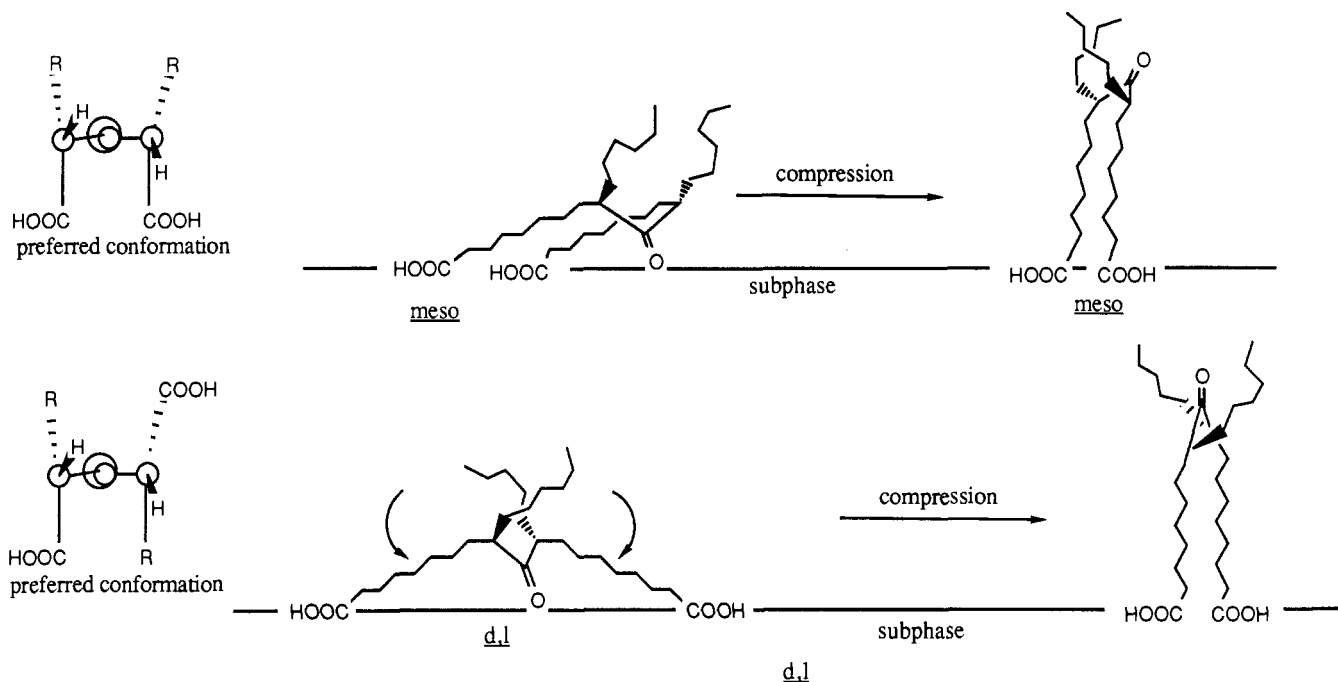 R R
H
H
HOOC COOH
preferred conformation
O
HOOC
HOOC
O
meso
compression
subphase
HOOC COOH
meso
R
COOH
H
H
HOOC
R
preferred conformation
HOOC
O
COOH
d,l
compression
subphase
O
HOOC COOH
d,l